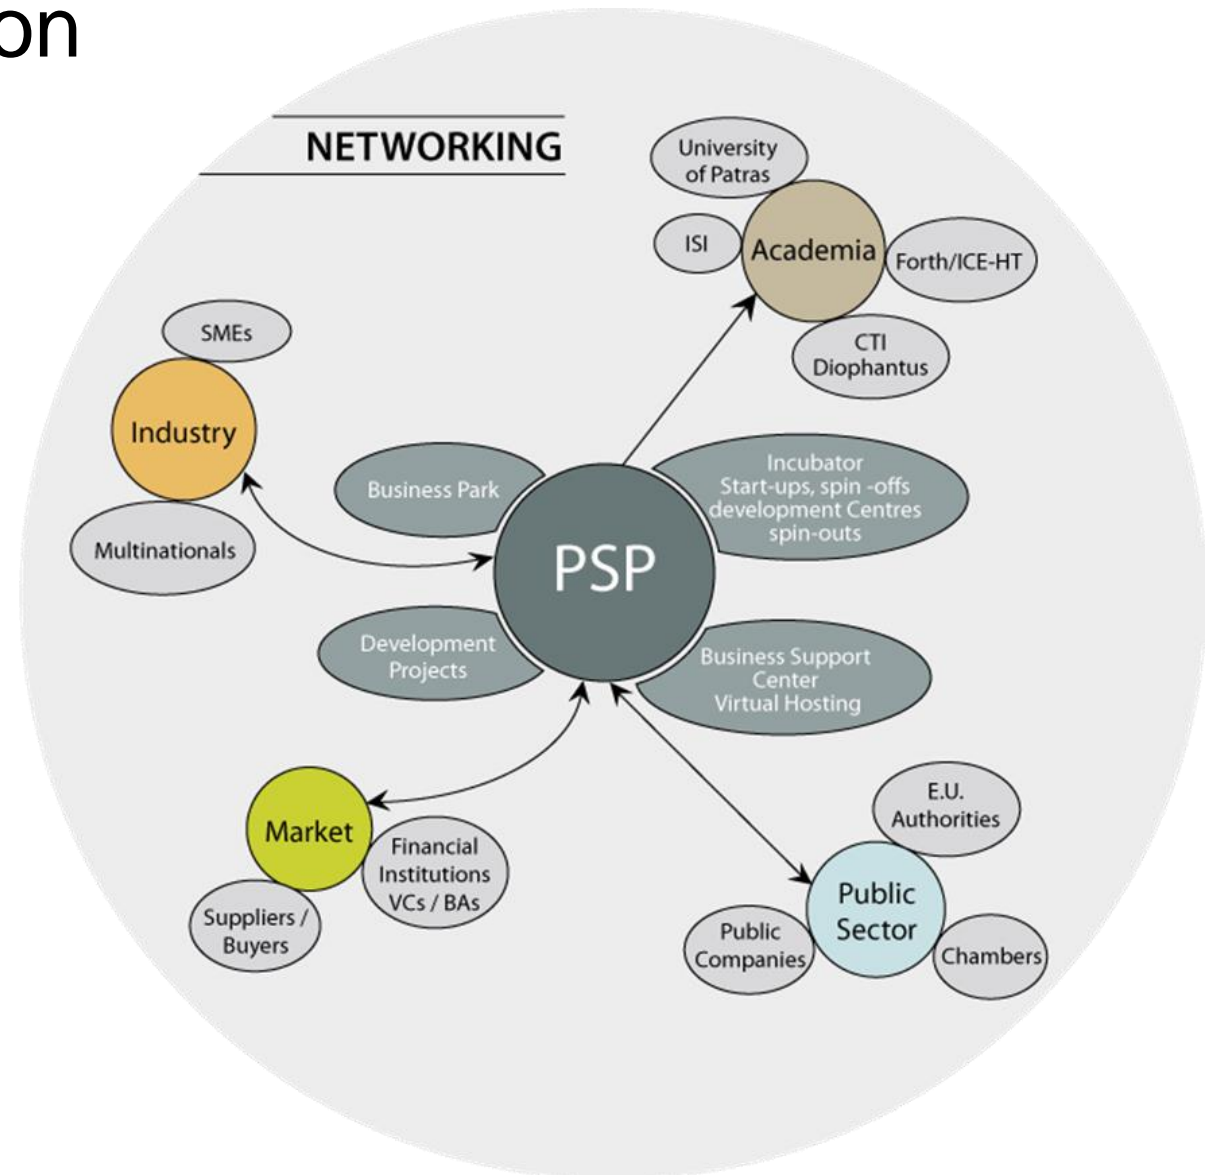 on
NETWORKING
University
of Patras
ISI
Academia
Forth/ICE-HT
CTI
Diophantus
SMEs
Industry
Multinationals
Business Park
Incubator
Start-ups, spin -offs
development Centres
spin-outs
PSP
Development
Projects
Business Support
Center
Virtual Hosting
Market
Financial
Institutions
VCs / BAs
Suppliers /
Buyers
E.U.
Authorities
Public
Sector
Public
Companies
Chambers